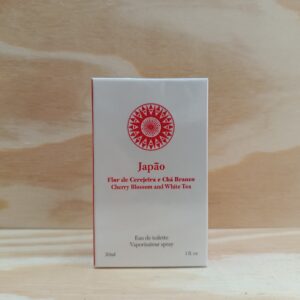 Japão
Flor de Cerejeira e Chá Branco
Cherry Blossom and White Tea
Eau de toilette
Vaporisateur spray
30ml 1 fl oz